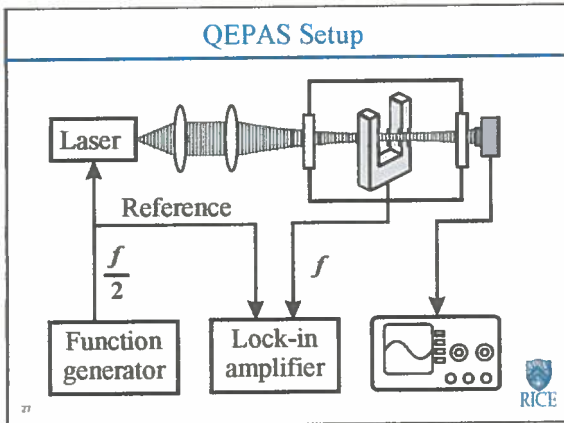 QEPAS Setup
Laser
Reference
f
2
f
Function
generator
Lock-in
amplifier
27
RICE